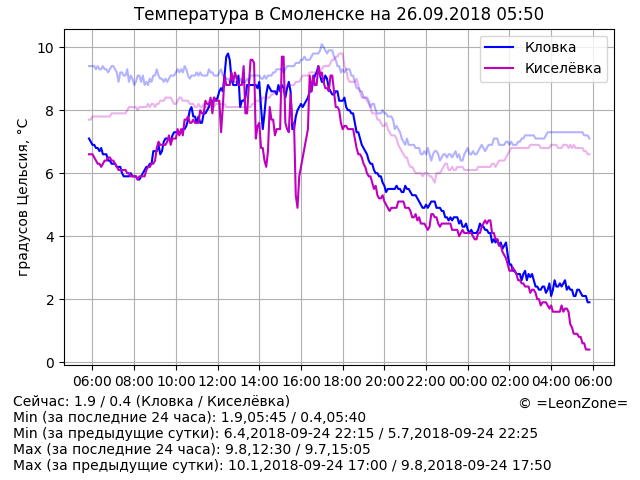 Температура в Смоленске на 26.09.2018 05:50
градусов Цельсия, °C
10
8
6
4
2
0
Кловка
Киселёвка
06:00 08:00 10:00 12:00 14:00 16:00 18:00 20:00 22:00 00:00 02:00 04:00 06:00
Сейчас: 1.9 / 0.4 (Кловка / Киселёвка)
© =LeonZone=
Min (за последние 24 часа): 1.9,05:45 / 0.4,05:40
Min (за предыдущие сутки): 6.4,2018-09-24 22:15 / 5.7,2018-09-24 22:25
Max (за последние 24 часа): 9.8,12:30 / 9.7,15:05
Max (за предыдущие сутки): 10.1,2018-09-24 17:00 / 9.8,2018-09-24 17:50